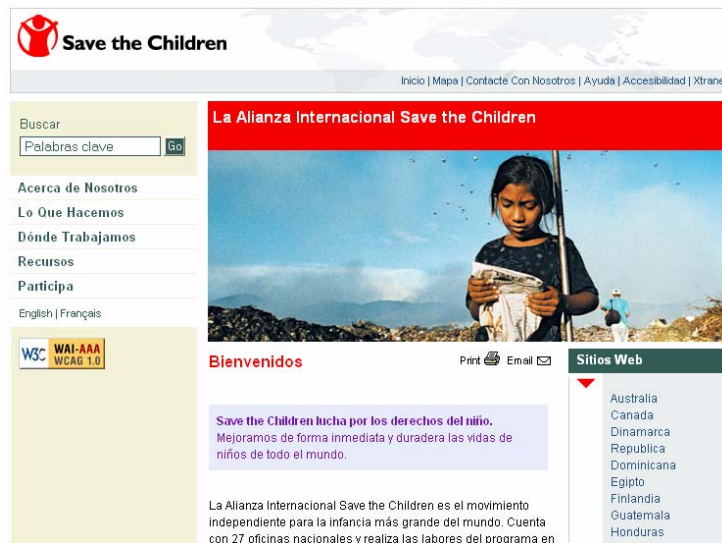 Save the Children
Inicio | Mapa | Contacte Con Nosotros | Ayuda | Accesibilidad | Xtrane
Buscar
Palabras clave Go
Acerca de Nosotros
Lo Que Hacemos
Dónde Trabajamos
Recursos
Participa
English | Français
W3C WAI-AAA
WCAG 1.0
La Alianza Internacional Save the Children
Bienvenidos
Print Email
Save the Children lucha por los derechos del niño.
Mejoramos de forma inmediata y duradera las vidas de
niños de todo el mundo.
La Alianza Internacional Save the Children es el movimiento
independiente para la infancia más grande del mundo. Cuenta
con 27 oficinas nacionales y realiza las labores del programa en
Sitios Web
Australia
Canada
Dinamarca
Republica
Dominicana
Egipto
Finlandia
Guatemala
Honduras